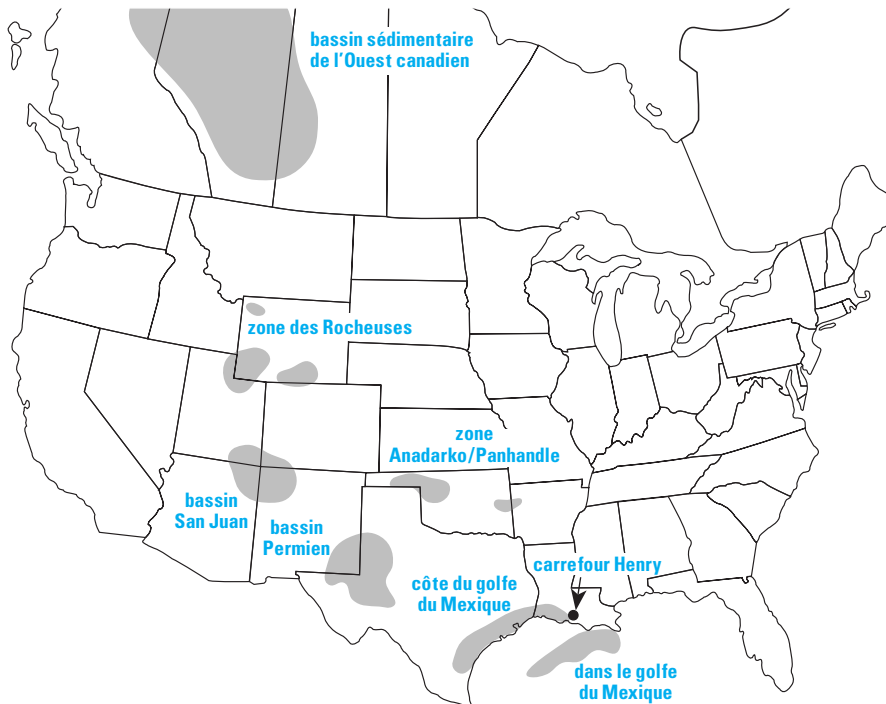 bassin sédimentaire
de l'Ouest canadien
zone des Rocheuses
zone
Anadarko/Panhandle
bassin
San Juan
bassin
Permien
carrefour Henry
côte du golfe
du Mexique
dans le golfe
du Mexique